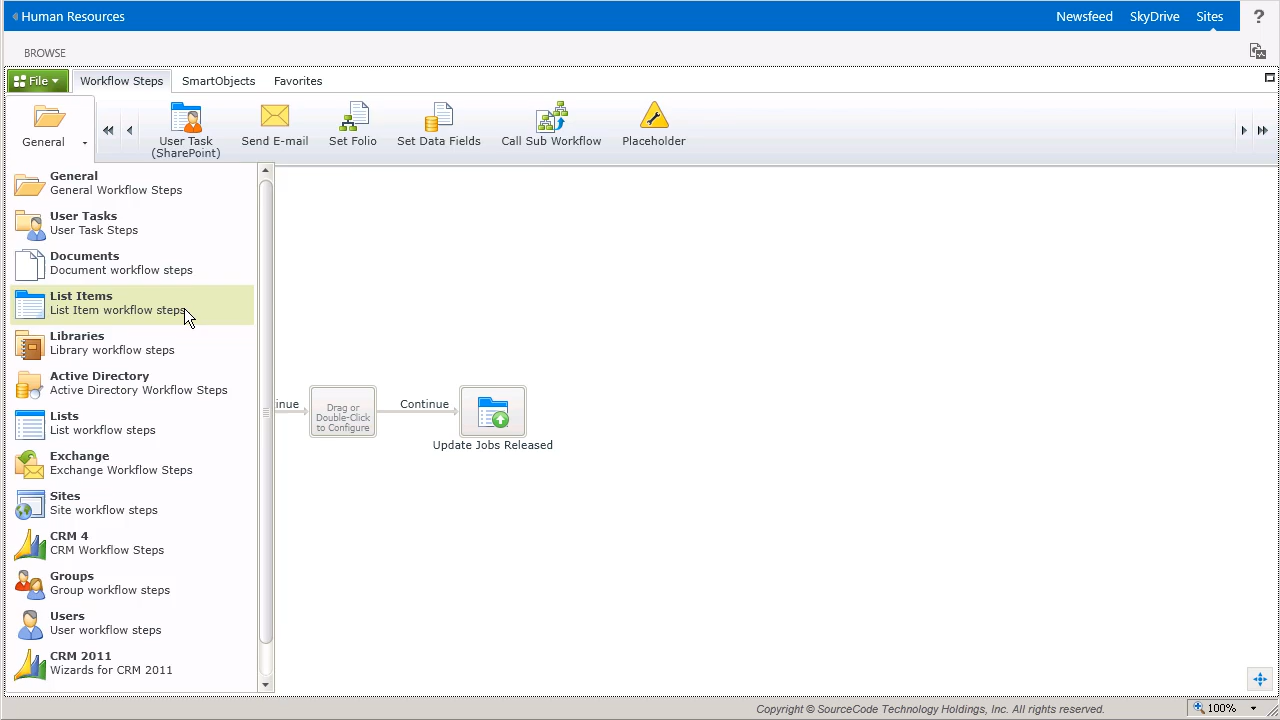 Human Resources
Newsfeed SkyDrive Sites ?
BROWSE
File Workflow Steps SmartObjects Favorites
General
User Task
(SharePoint)
Send E-mail
Set Folio
Set Data Fields
Call Sub Workflow
Placeholder
General
General Workflow Steps
User Tasks
User Task Steps
Documents
Document workflow steps
List Items
List Item workflow steps
Libraries
Library workflow steps
Active Directory
Active Directory Workflow Steps
Lists
List workflow steps
Exchange
Exchange Workflow Steps
Sites
Site workflow steps
CRM 4
CRM Workflow Steps
Groups
Group workflow steps
Users
User workflow steps
CRM 2011
Wizards for CRM 2011
inue
Drag or
Double-Click
to Configure
Continue
Update Jobs Released
Copyright © SourceCode Technology Holdings, Inc. All rights reserved.
100%